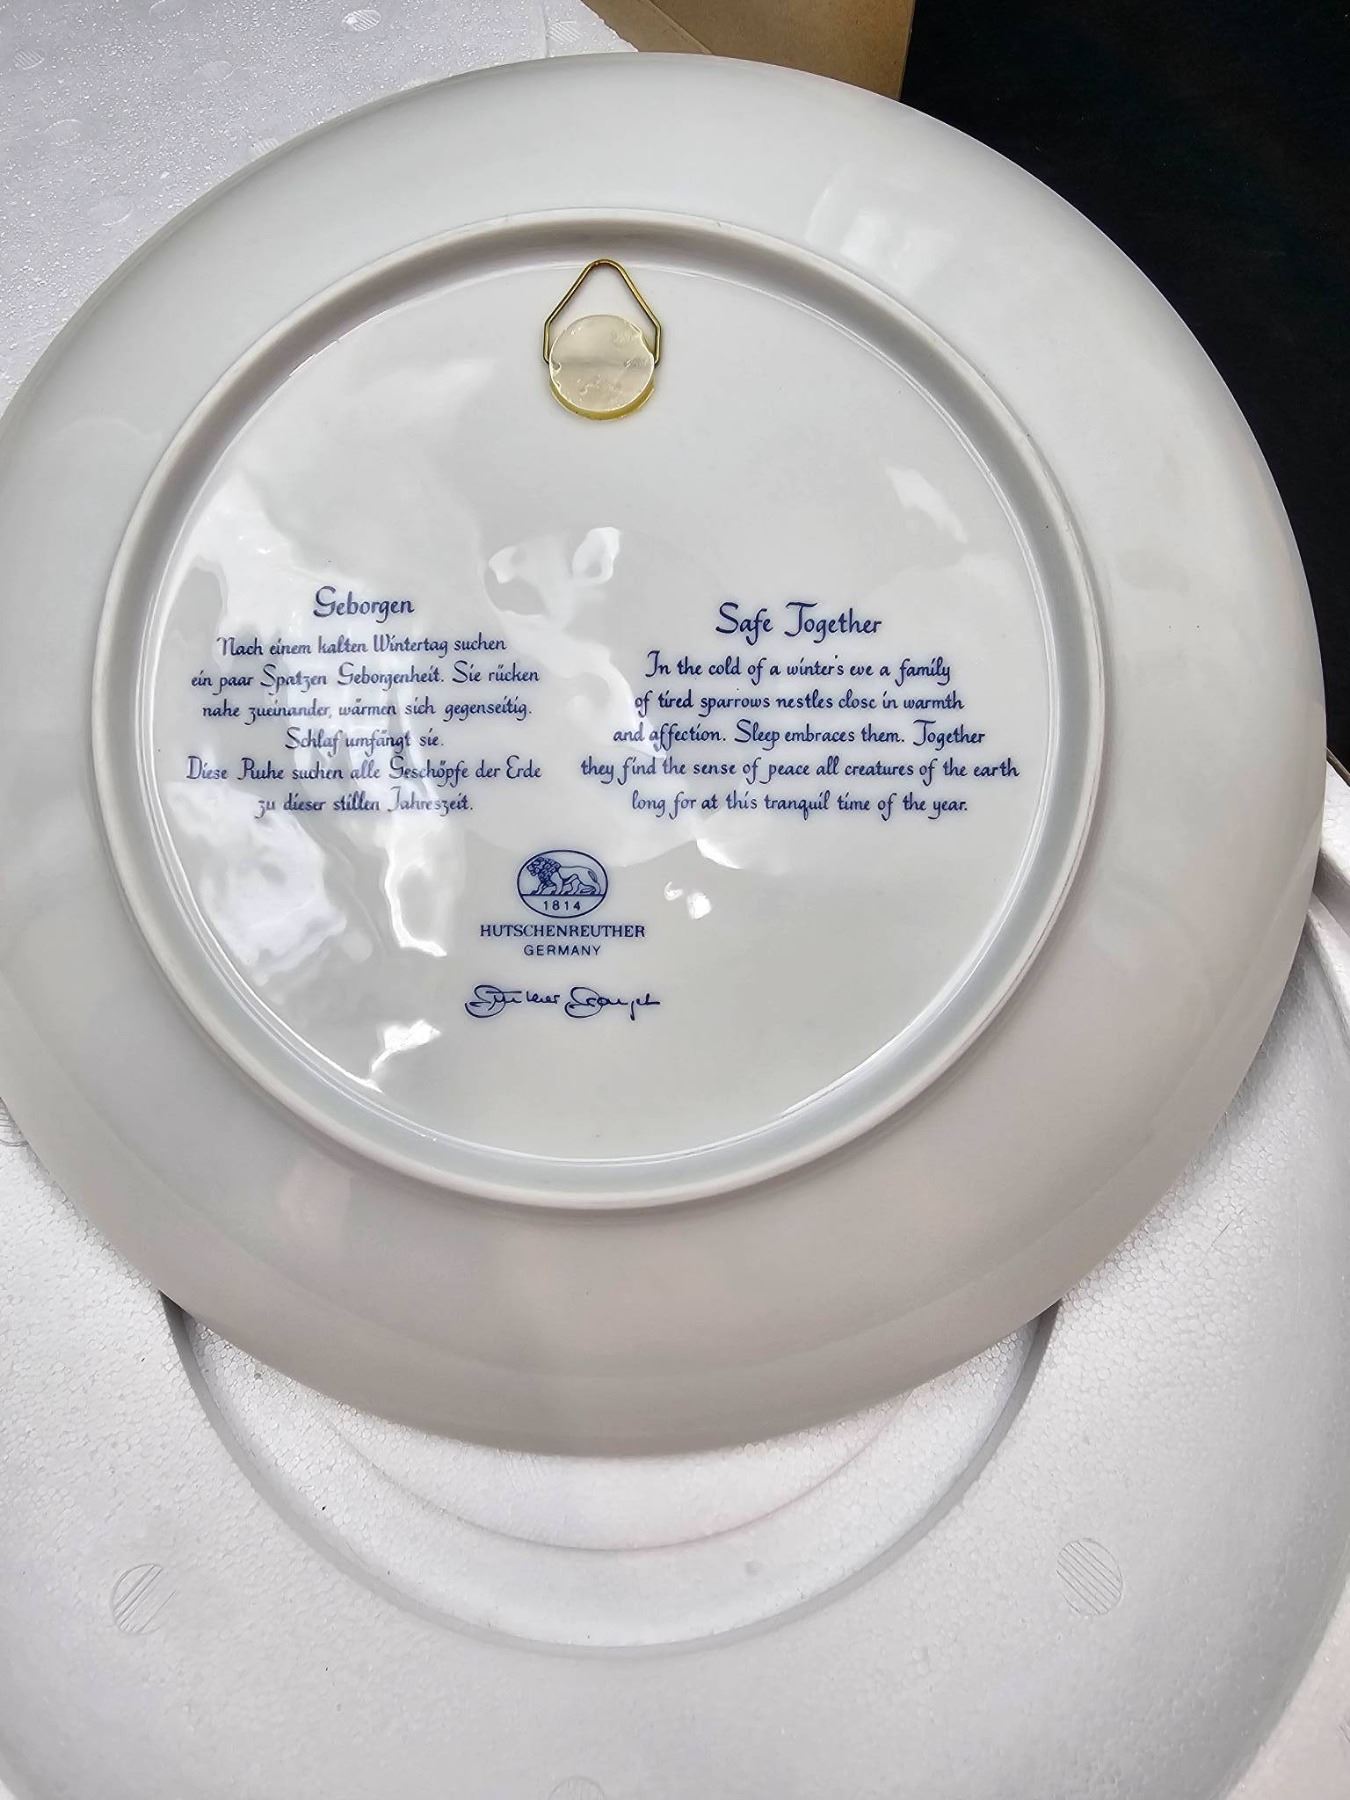 Geborgen
Nach einem kalten Wintertag suchen
ein paar Spatzen Geborgenheit. Sie rücken
nahe zueinander, wärmen sich gegenseitig.
Schlaf umfängt sie.
Diese Ruhe suchen alle Geschöpfe der Erde
zu dieser stillen Jahreszeit.
Safe Together
In the cold of a winter's eve a family
of tired sparrows nestles close in warmth
and affection. Sleep embraces them. Together
they find the sense of peace all creatures of the earth
long for at this tranquil time of the year.
1814
HUTSCHENREUTHER
GERMANY